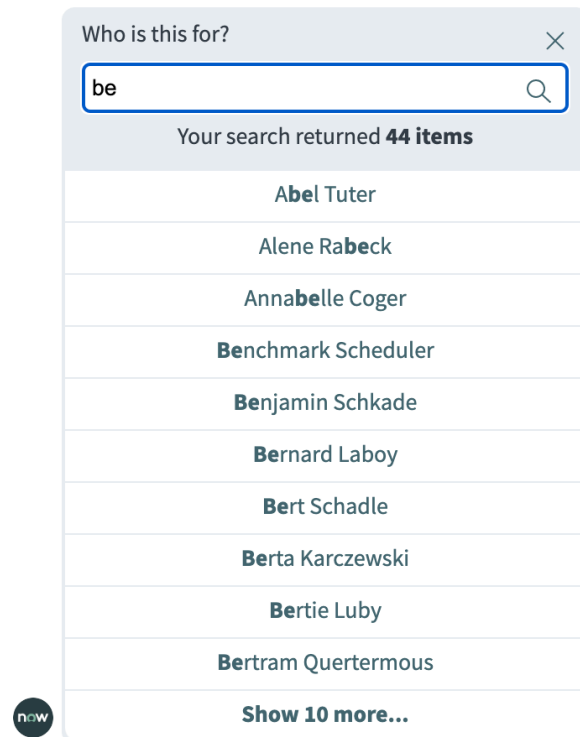 Who is this for?
be
Your search returned 44 items
Abel Tuter
Alene Rabeck
Annabelle Coger
Benchmark Scheduler
Benjamin Schkade
Bernard Laboy
Bert Schadle
Berta Karczewski
Bertie Luby
Bertram Quertermous
Show 10 more...
now